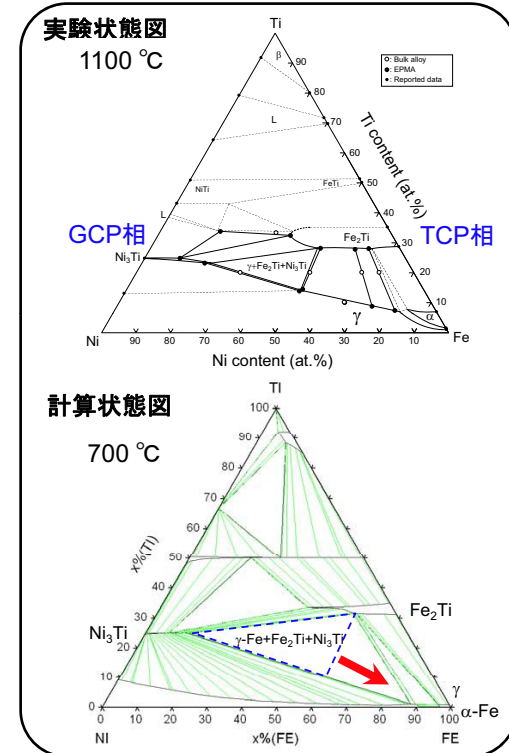 実験状態図
1100 ℃
Ti
○: Bulk alloy
●: EPMA
•: Reported data
β
90
80
L
70
Ti content (at.%)
60
50
NiTi
FeTi
40
L
GCP相
Fe₂Ti
TCP相
30
Ni₃Ti
γ+Fe₂Ti+Ni₃Ti
20
10
γ
α
Ni
90 80 70 60 50 40 30 20 10
Fe
Ni content (at.%)
計算状態図
700 ℃
TI
100
90
80
70
60
x%(TI)
50
40
30
Fe₂Ti
Ni₃Ti
γ-Fe+Fe₂Ti+Ni₃Ti
20
10
γ
0
α-Fe
0 10 20 30 40 50 60 70 80 90 100
NI
x%(FE)
FE